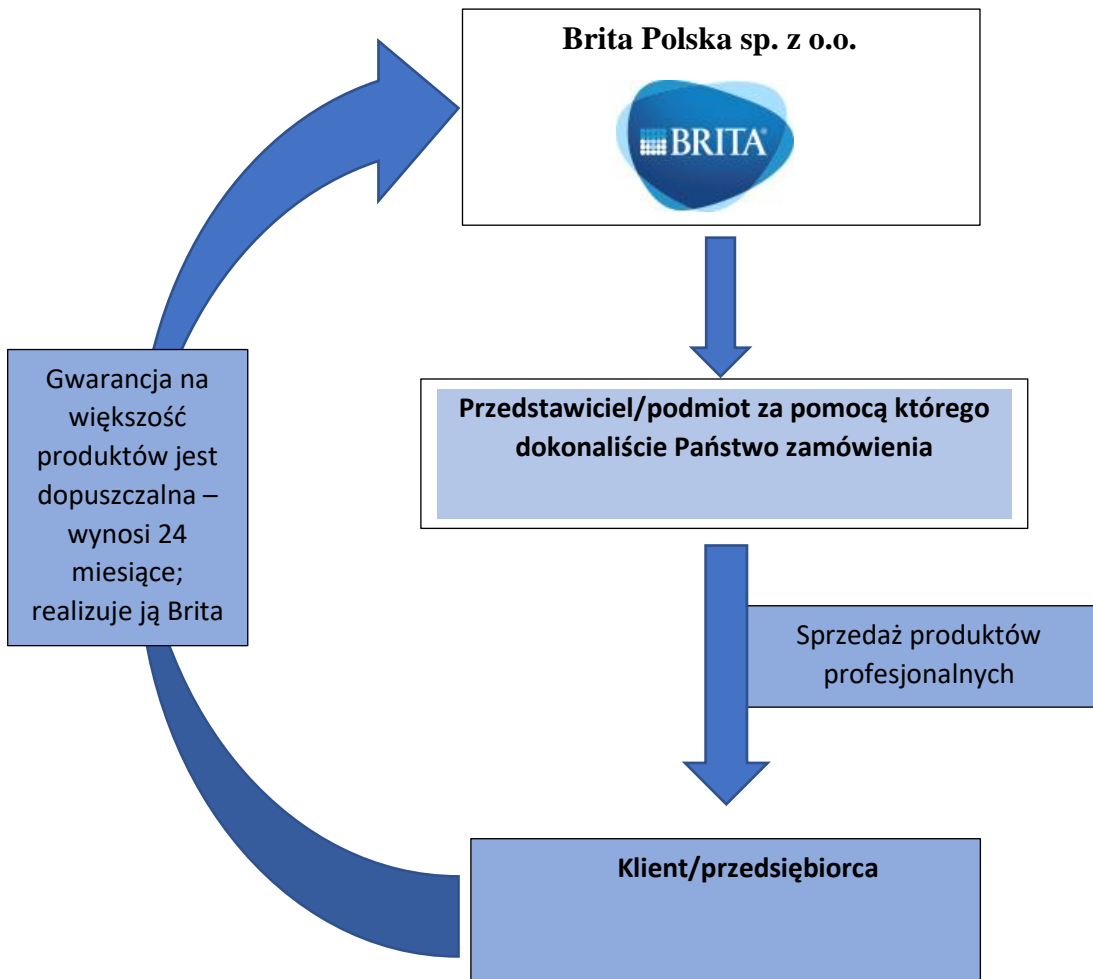 Brita Polska sp. z o.o.
BRITA®
Gwarancja na
większość
produktów jest
dopuszczalna –
wynosi 24
miesiące;
realizuje ją Brita
Przedstawiciel/podmiot za pomocą którego
dokonaliście Państwo zamówienia
Sprzedaż produktów
profesjonalnych
Klient/przedsiębiorca